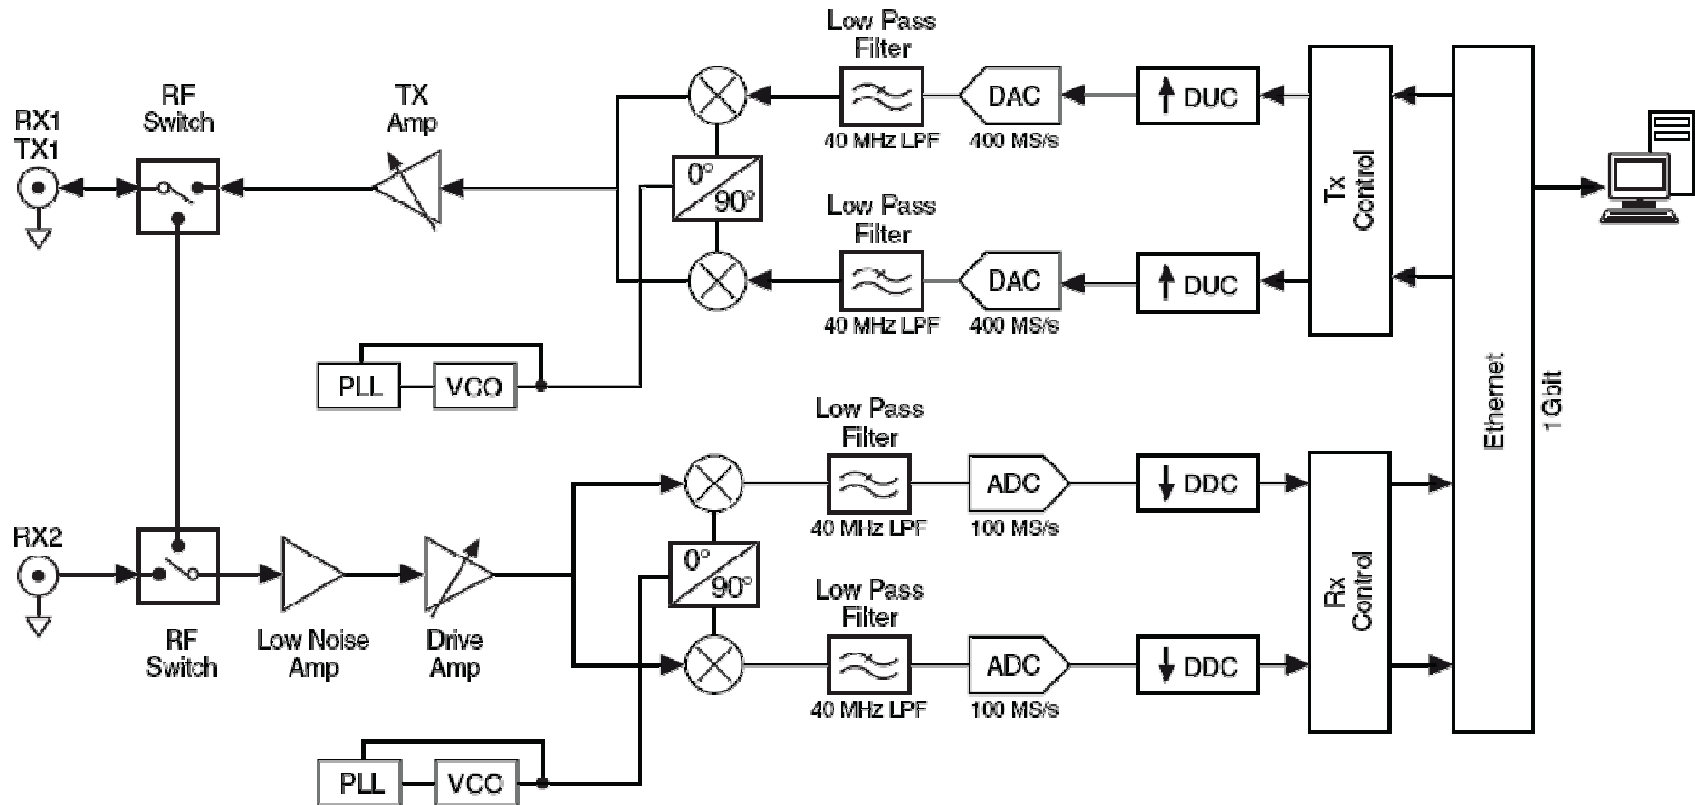 Low Pass
Filter
DAC
DUC
40 MHz LPF
400 MS/s
RF
Switch
TX
Amp
RX1
TX1
0°
90°
Low Pass
Filter
DAC
DUC
40 MHz LPF
400 MS/s
Tx
Control
PLL
VCO
Ethernet
1 Gbit
Low Pass
Filter
ADC
DDC
40 MHz LPF
100 MS/s
RX2
RF
Switch
Low Noise
Amp
Drive
Amp
0°
90°
Low Pass
Filter
ADC
DDC
40 MHz LPF
100 MS/s
Rx
Control
PLL
VCO